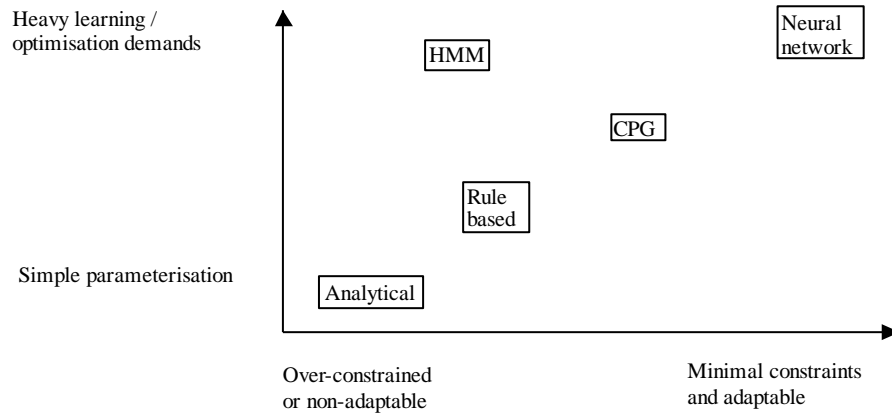 Heavy learning /
optimisation demands
Neural
network
HMM
CPG
Rule
based
Simple parameterisation
Analytical
Over-constrained
or non-adaptable
Minimal constraints
and adaptable